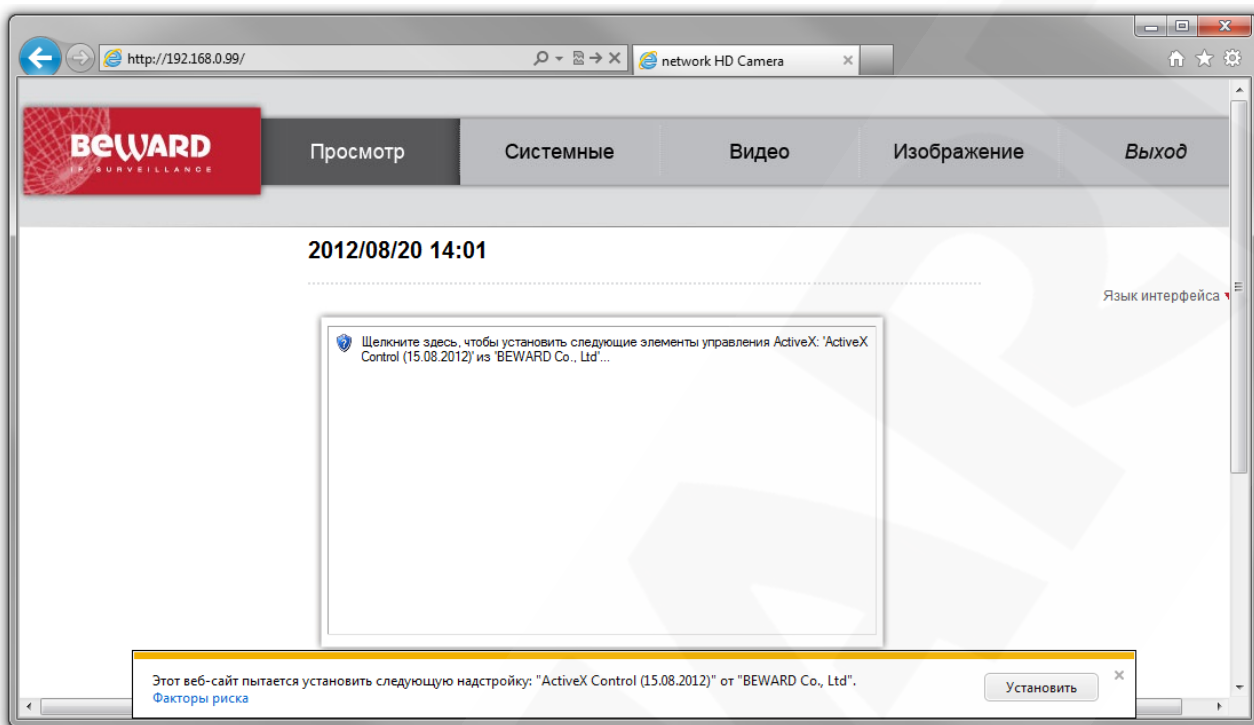 http://192.168.0.99/
network HD Camera
BEWARD
IP SURVEILLANCE
Просмотр
Системные
Видео
Изображение
Выход
2012/08/20 14:01
Язык интерфейса
Щелкните здесь, чтобы установить следующие элементы управления ActiveX: 'ActiveX
Control (15.08.2012)' из 'BEWARD Co., Ltd'...
Этот веб-сайт пытается установить следующую надстройку: "ActiveX Control (15.08.2012)" от "BEWARD Co., Ltd".
Факторы риска
Установить